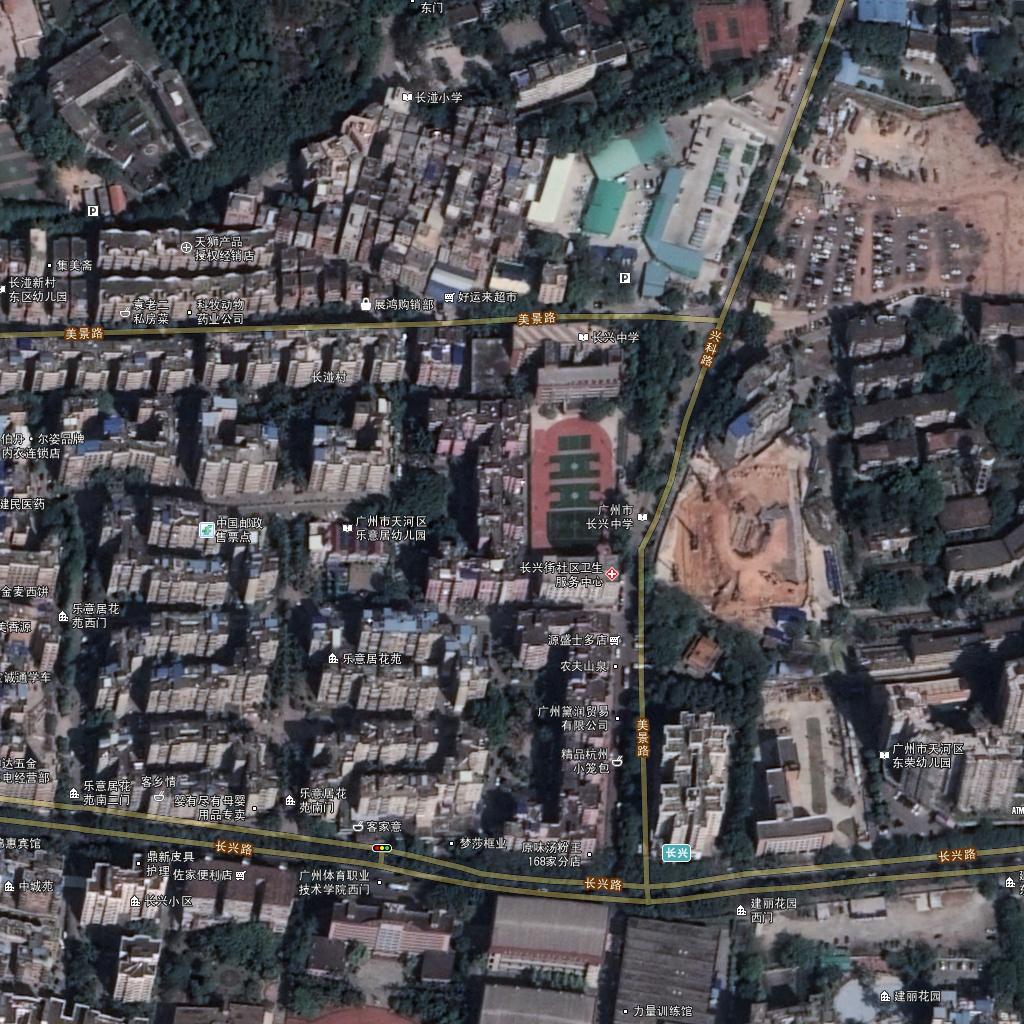 东门
长湴小学
P
天狮产品
授权经销店
集美斋
长湴新村
东区幼儿园
P
袁老二
私房菜
科牧动物
药业公司
展鸿购销部
好运来超市
美景路
美景路
长兴中学
兴科路
长湴村
伯丹·尔姿品牌
内衣连锁店
建民医药
中国邮政
售票点
广州市天河区
乐意居幼儿园
广州市
长兴中学
长兴街社区卫生
服务中心
金麦西饼
乐意居花
苑西门
美香源
源盛士多店
乐意居花苑
农夫山泉
宏诚通学车
广州黛润贸易
有限公司
美景路
精品杭州
小笼包
广州市天河区
东荣幼儿园
达五金
电经营部
客乡情
乐意居花
苑南二门
婴有尽有母婴
用品专卖
乐意居花
苑南门
ATM
客家意
锦惠宾馆
长兴路
梦莎框业
原味汤粉王
168家分店
长兴
长兴路
鼎新皮具
护理
佐家便利店
广州体育职业
技术学院西门
长兴路
中城苑
长兴小区
建丽花园
西门
建丽花园
力量训练馆